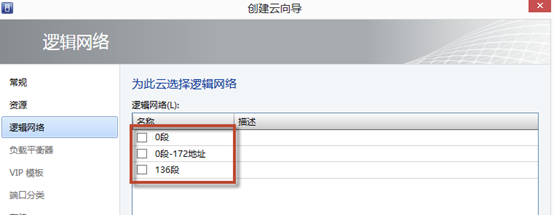 创建云向导
逻辑网络
常规
资源
逻辑网络
负载平衡器
VIP 模板
端口分类
为此云选择逻辑网络
逻辑网络(L):
名称 描述
0段
0段-172地址
136段